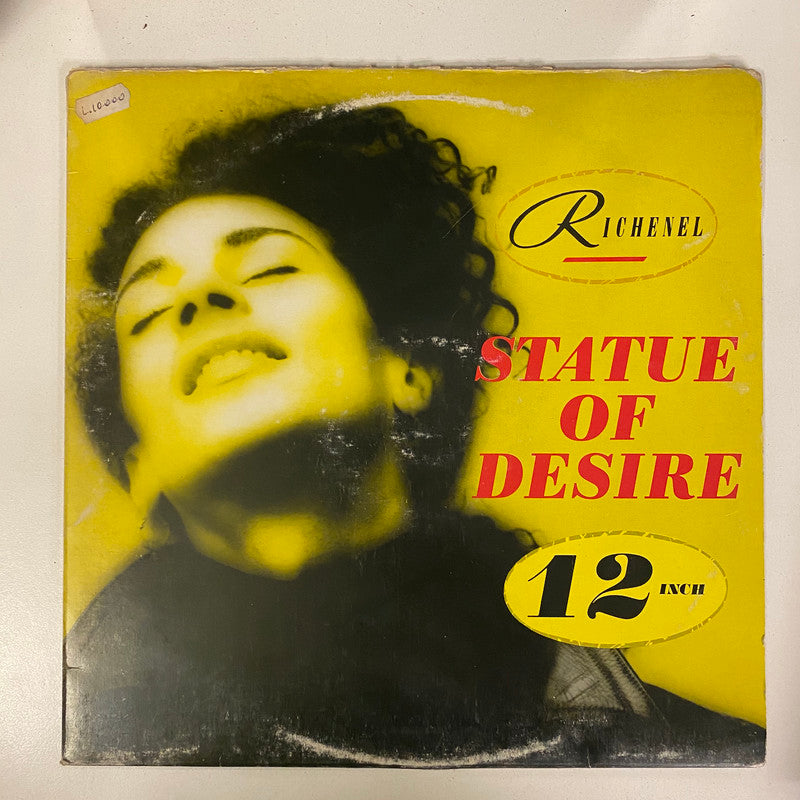 L.10000
RICHENEL
STATUE
OF
DESIRE
12 INCH